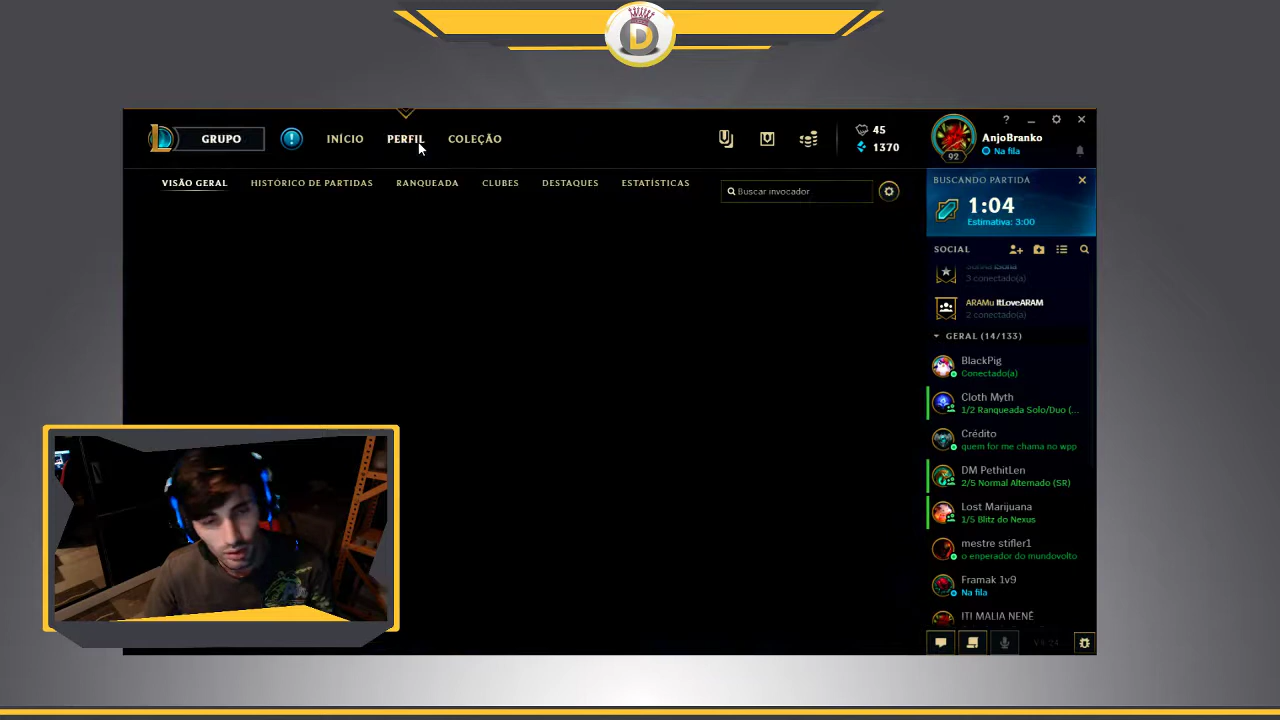 D
GRUPO
INÍCIO
PERFIL
COLEÇÃO
45
1370
92
AnjoBranko
Na fila
VISÃO GERAL
HISTÓRICO DE PARTIDAS
RANQUEADA
CLUBES
DESTAQUES
ESTATÍSTICAS
Buscar invocador
BUSCANDO PARTIDA
1:04
Estimativa: 3:00
SOCIAL
3 conectado(a)
ARAMu ItLoveARAM
2 conectado(a)
GERAL (14/133)
BlackPig
Conectado(a)
Cloth Myth
1/2 Ranqueada Solo/Duo (...
Crédito
quem for me chama no wpp
DM PethitLen
2/5 Normal Alternado (SR)
Lost Marijuana
1/5 Blitz do Nexus
mestre stifler1
o enperador do mundovolto
Framak 1v9
Na fila
ITI MALIA NENÊ